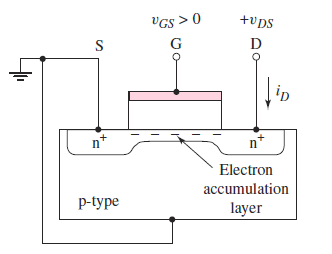 vGS > 0
+vDS
S
G
D
iD
n+
n+
Electron
accumulation
layer
p-type